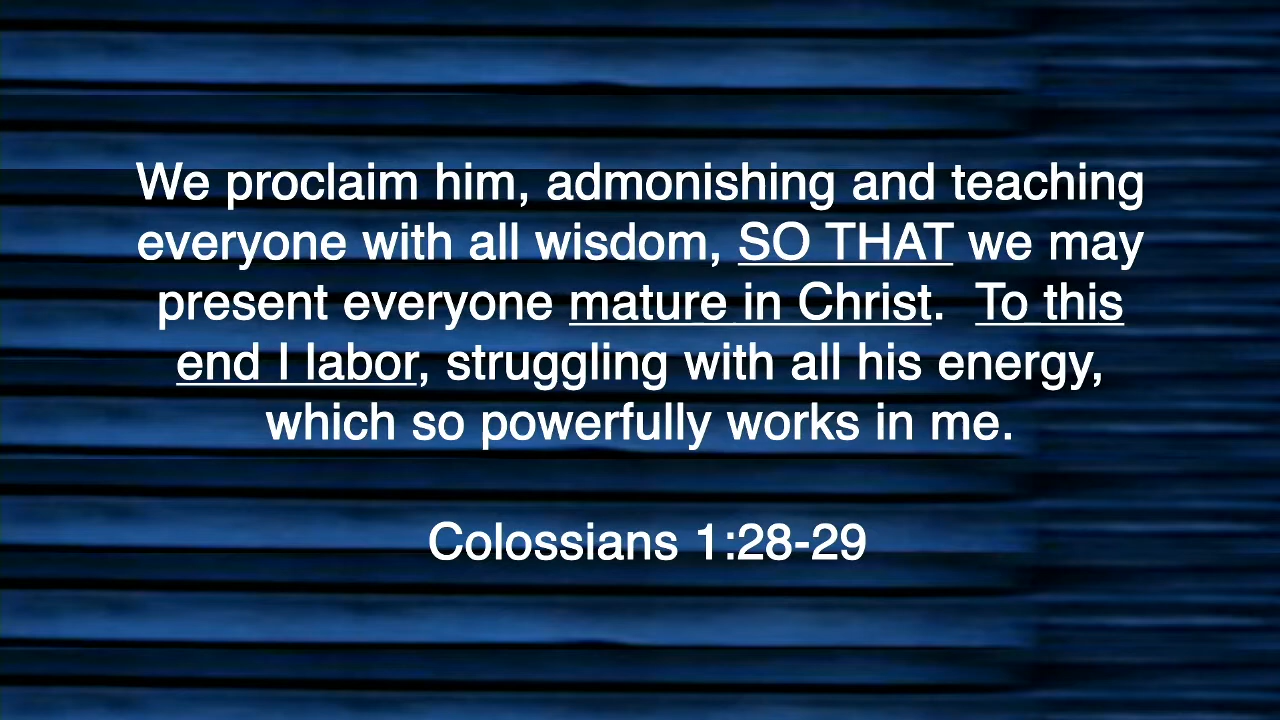 We proclaim him, admonishing and teaching
everyone with all wisdom, SO THAT we may
present everyone mature in Christ.  To this
end I labor, struggling with all his energy,
which so powerfully works in me.
Colossians 1:28-29